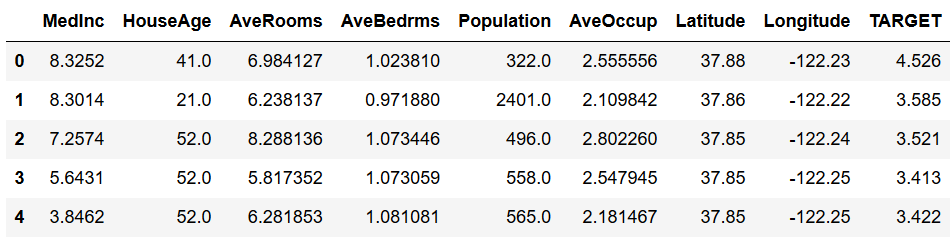 MedInc HouseAge AveRooms AveBedrms Population AveOccup Latitude Longitude TARGET
0 8.3252 41.0 6.984127 1.023810 322.0 2.555556 37.88 -122.23 4.526
1 8.3014 21.0 6.238137 0.971880 2401.0 2.109842 37.86 -122.22 3.585
2 7.2574 52.0 8.288136 1.073446 496.0 2.802260 37.85 -122.24 3.521
3 5.6431 52.0 5.817352 1.073059 558.0 2.547945 37.85 -122.25 3.413
4 3.8462 52.0 6.281853 1.081081 565.0 2.181467 37.85 -122.25 3.422